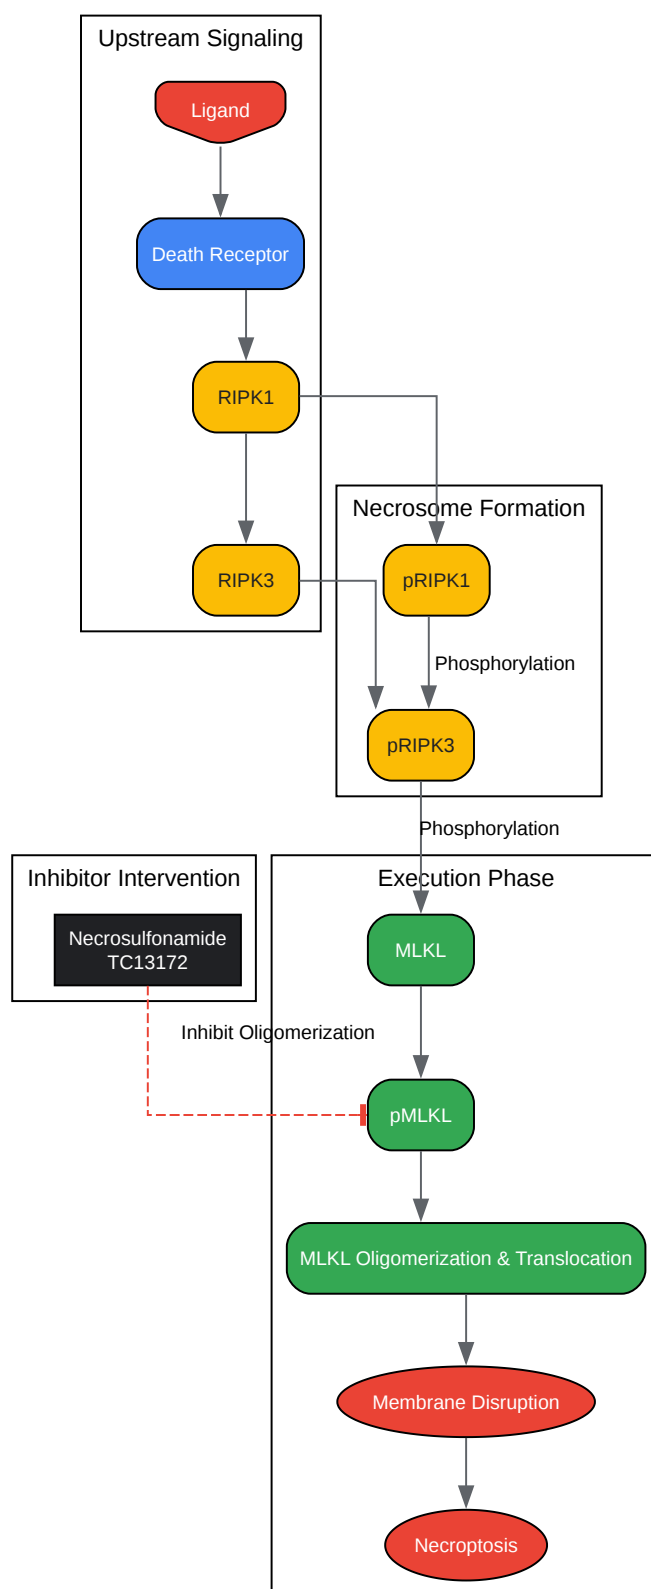 Upstream Signaling
Ligand
Death Receptor
RIPK1
Necrosome Formation
RIPK3
pRIPK1
Phosphorylation
pRIPK3
Phosphorylation
Inhibitor Intervention
Execution Phase
Necrosulfonamide
TC13172
MLKL
Inhibit Oligomerization
pMLKL
MLKL Oligomerization & Translocation
Membrane Disruption
Necroptosis